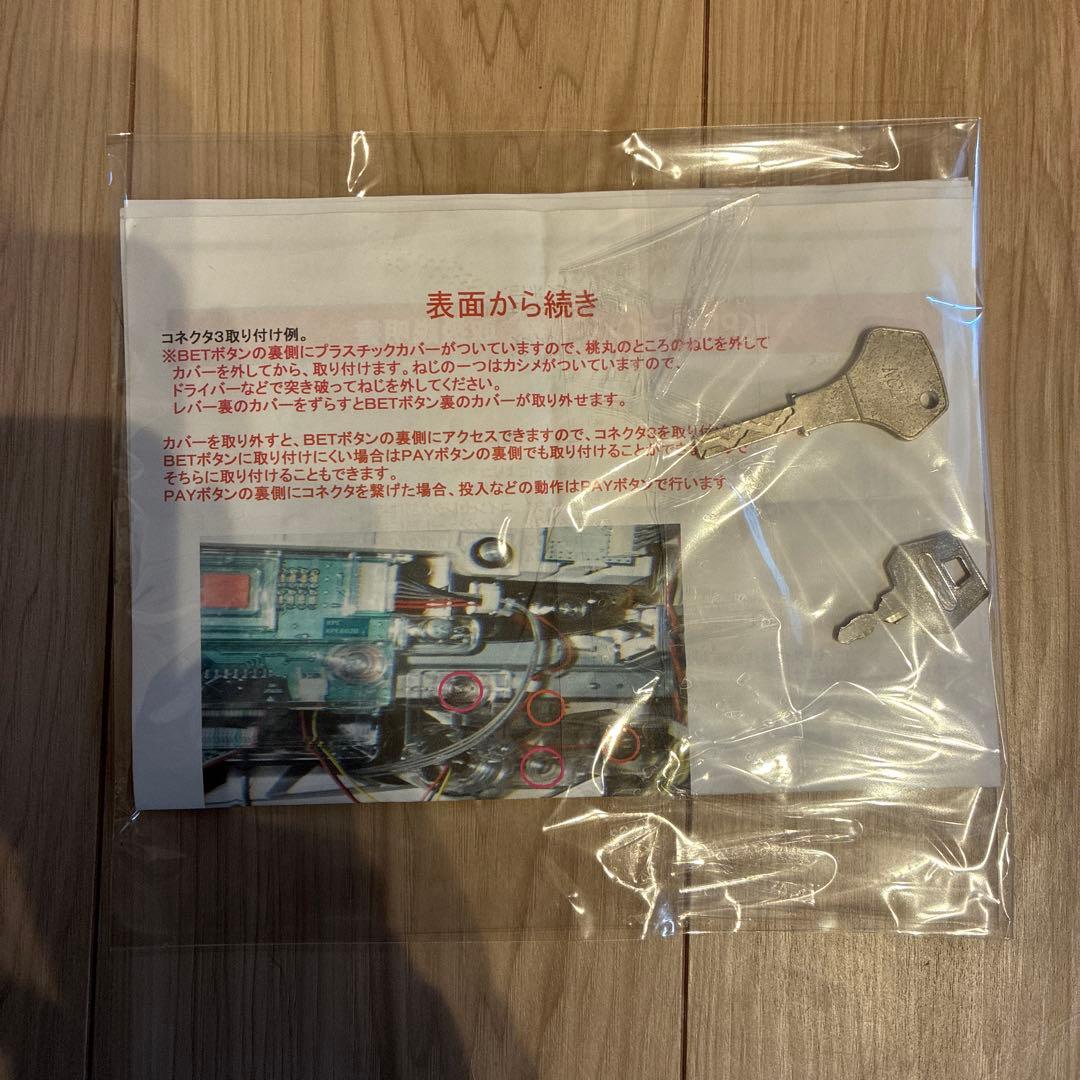 表面から続き
コネクタ3取り付け例。
※BETボタンの裏側にプラスチックカバーがついていますので、桃丸のところのねじを外して
カバーを外してから、取り付けます。ねじの一つはカシメがついていますので、
ドライバーなどで突き破ってねじを外してください。
レバー裏のカバーをずらすとBETボタン裏のカバーが取り外せます。
カバーを取り外すと、BETボタンの裏側にアクセスできますので、コネクタ3を取り付け
BETボタンに取り付けにくい場合はPAYボタンの裏側でも取り付けることができますので
そちらに取り付けることもできます。
PAYボタンの裏側にコネクタを繋げた場合、投入などの動作はPAYボタンで行います。
KPE